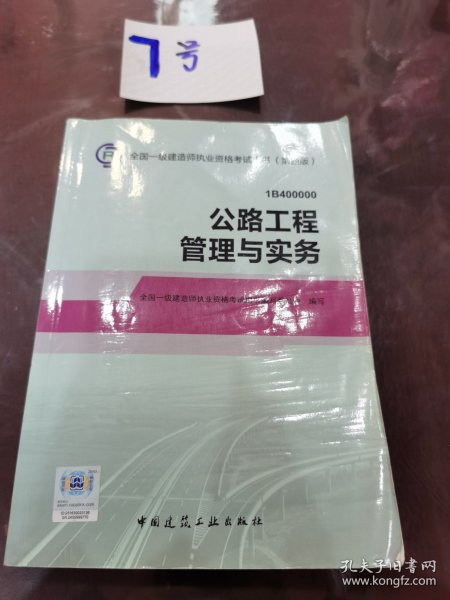 7号
全国一级建造师执业资格考试用书（第四版）
1B400000
公路工程
管理与实务
全国一级建造师执业资格考试 编写
中国建筑工业出版社
孔夫子旧书网
www.kongfz.com